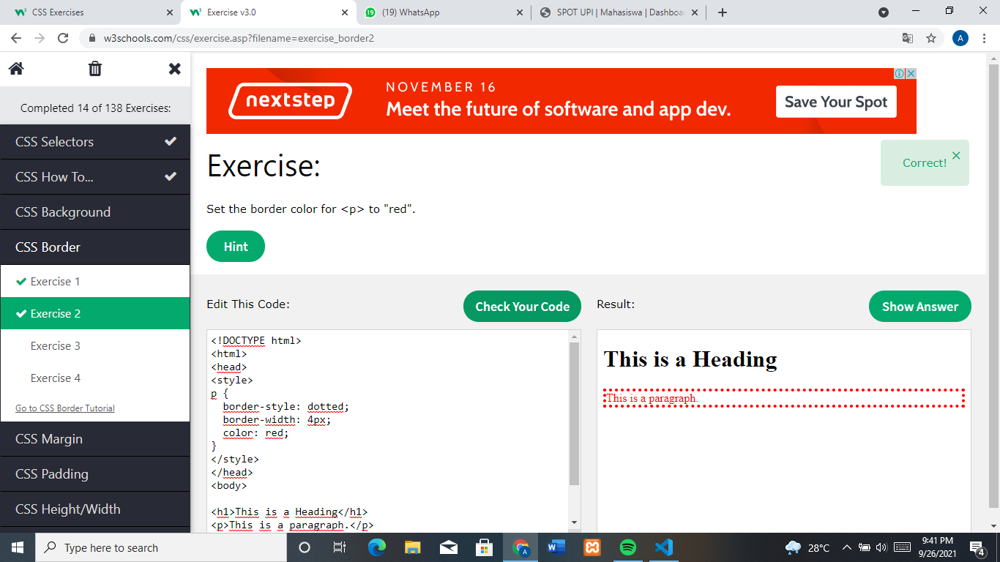 CSS Exercises
Exercise v3.0
(19) WhatsApp
SPOT UPI | Mahasiswa | Dashboa
w3schools.com/css/exercise.asp?filename=exercise_border2
A
Completed 14 of 138 Exercises:
CSS Selectors
CSS How To...
CSS Background
CSS Border
Exercise 1
Exercise 2
Exercise 3
Exercise 4
Go to CSS Border Tutorial
CSS Margin
CSS Padding
CSS Height/Width
nextstep
NOVEMBER 16
Meet the future of software and app dev.
Save Your Spot
Exercise:
Correct!
Set the border color for <p> to "red".
Hint
Edit This Code:
Check Your Code
Result:
Show Answer
<!DOCTYPE html>
<html>
<head>
<style>
p {
border-style: dotted;
border-width: 4px;
color: red;
}
</style>
</head>
<body>
<h1>This is a Heading</h1>
<p>This is a paragraph.</p>
This is a Heading
This is a paragraph.
Type here to search
28°C
9:41 PM
9/26/2021
4